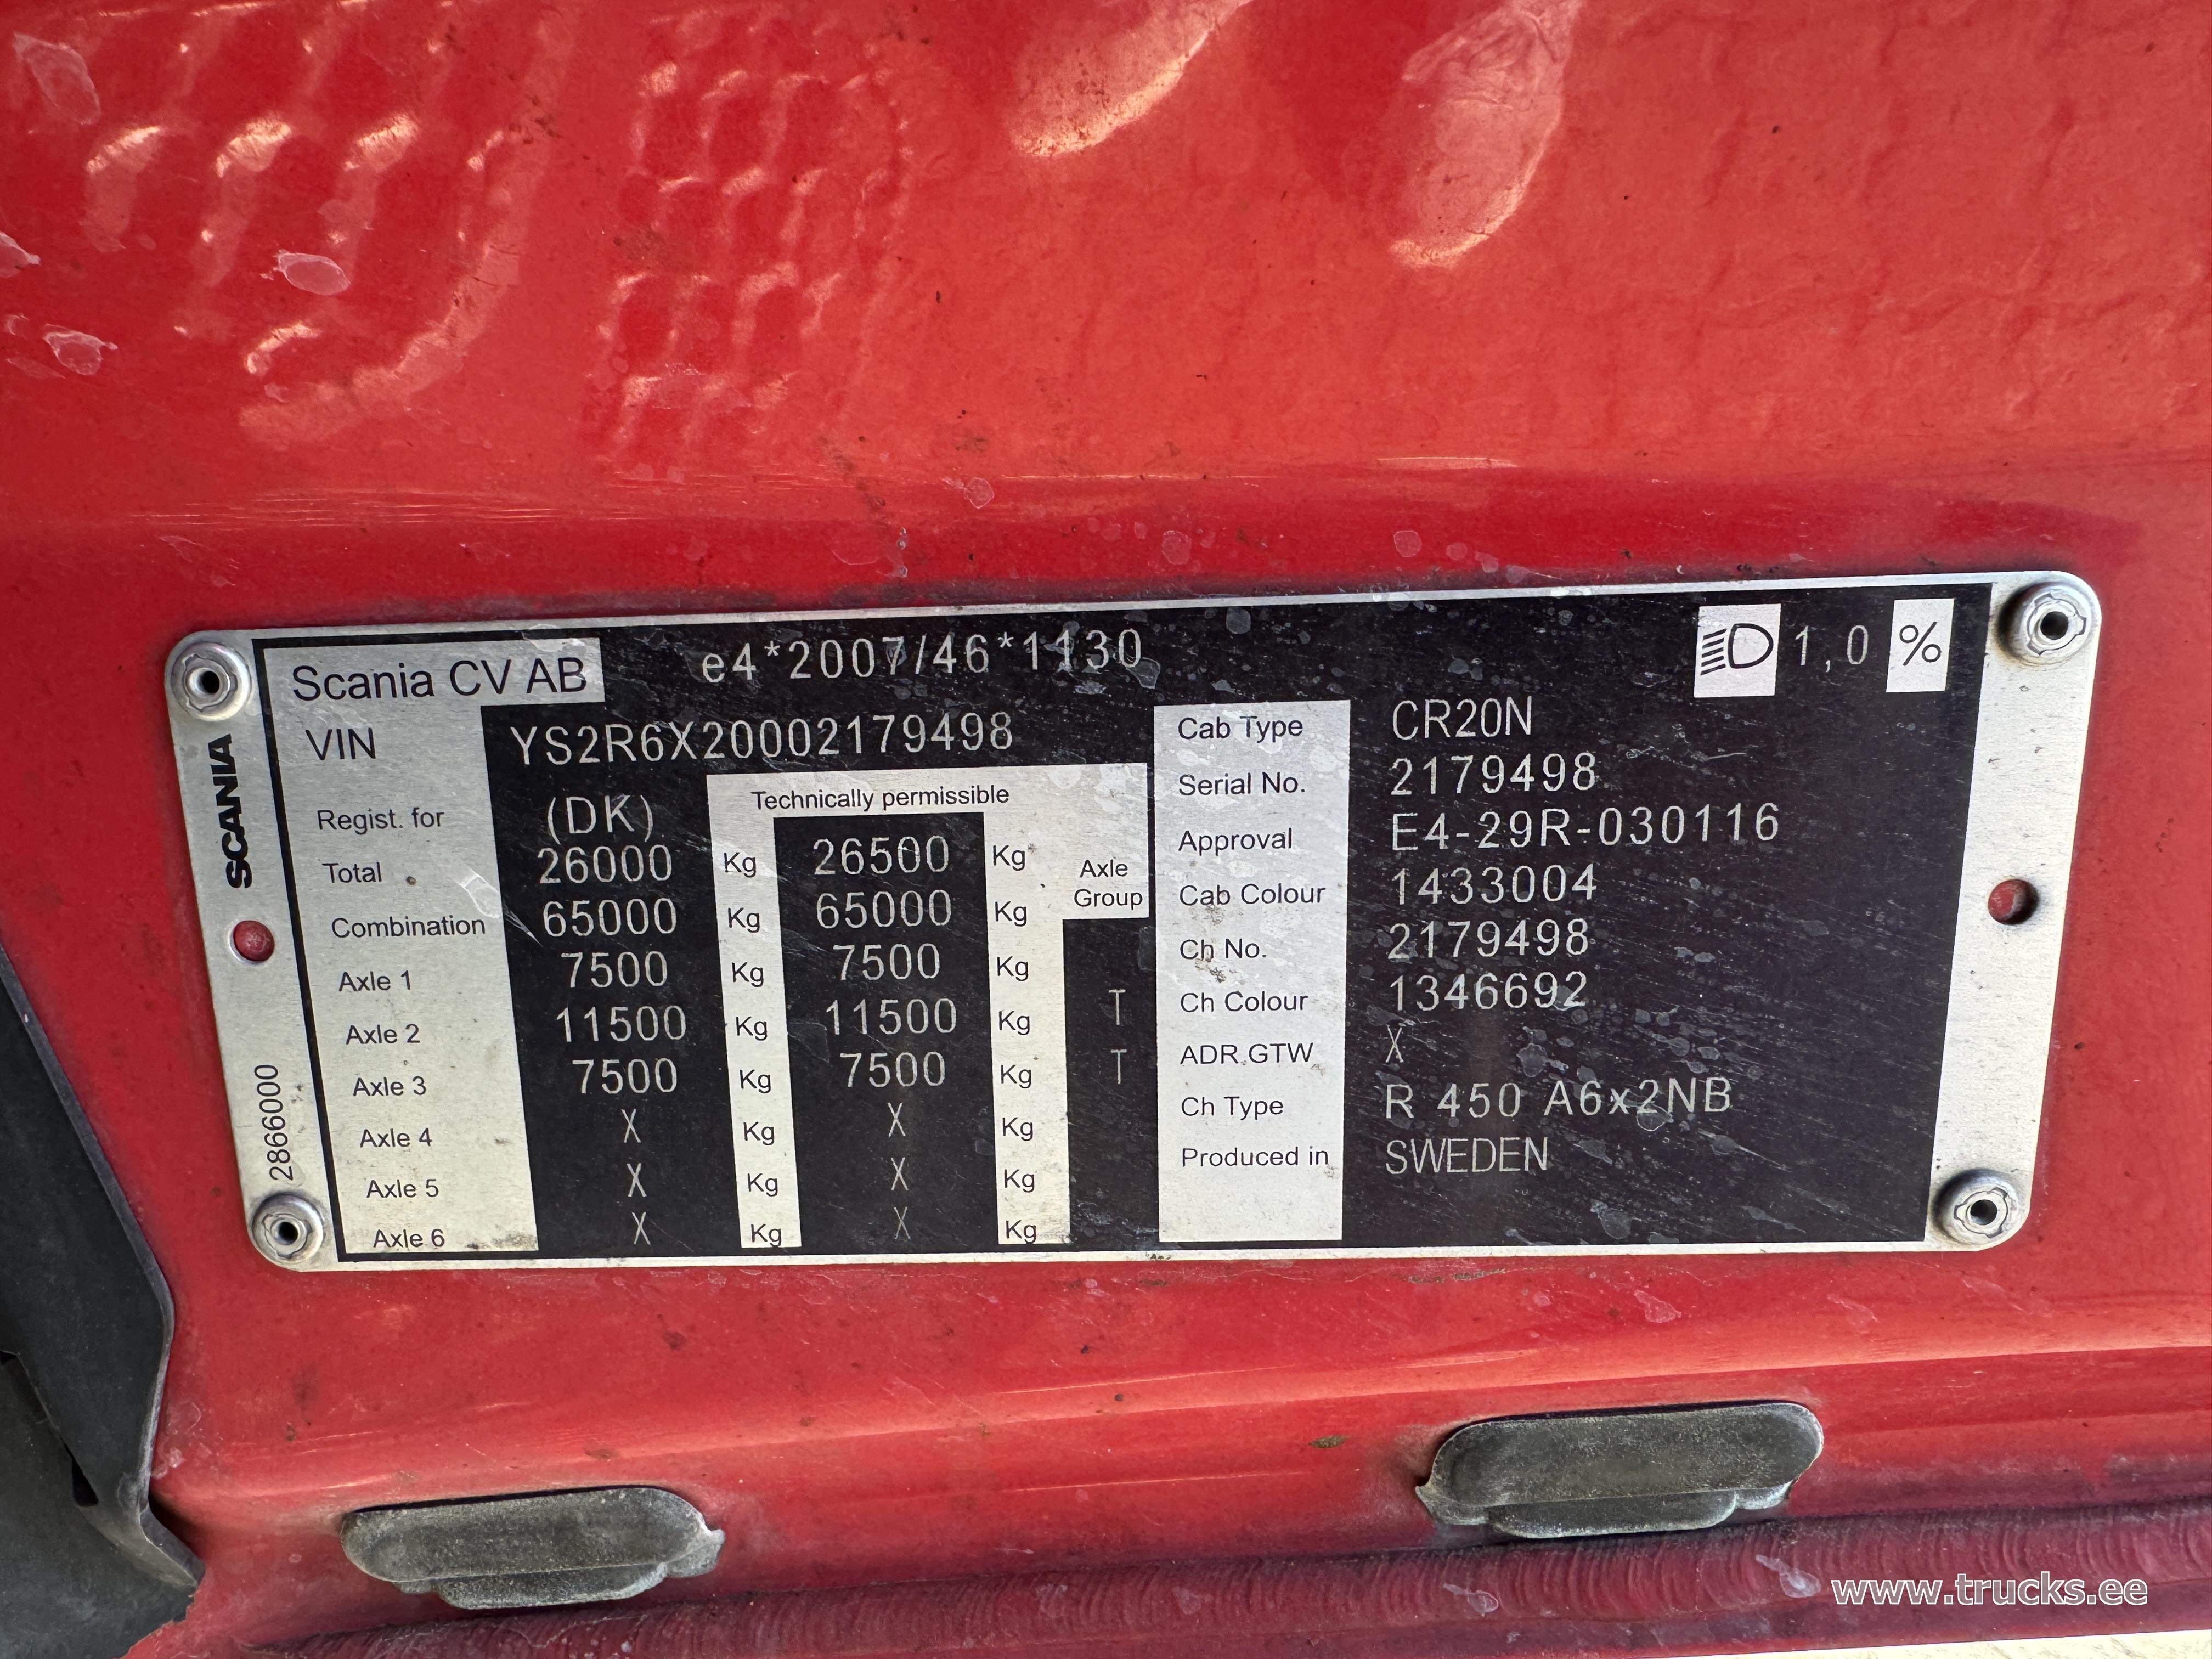 Scania CV AB e4*2007/46*1130 1,0 %
VIN YS2R6X20002179498
Technically permissible
Regist. for (DK)
Total 26000 Kg 26500 Kg
Combination 65000 Kg 65000 Kg
Axle 1 7500 Kg 7500 Kg
Axle 2 11500 Kg 11500 Kg T
Axle 3 7500 Kg 7500 Kg T
Axle 4 X Kg X Kg
Axle 5 X Kg X Kg
Axle 6 X Kg X Kg
Axle
Group
Cab Type CR20N
Serial No. 2179498
Approval E4-29R-030116
Cab Colour 1433004
Ch No. 2179498
Ch Colour 1346692
ADR.GTW X
Ch Type R 450 A6x2NB
Produced in SWEDEN
SCANIA
2866000
www.trucks.ee